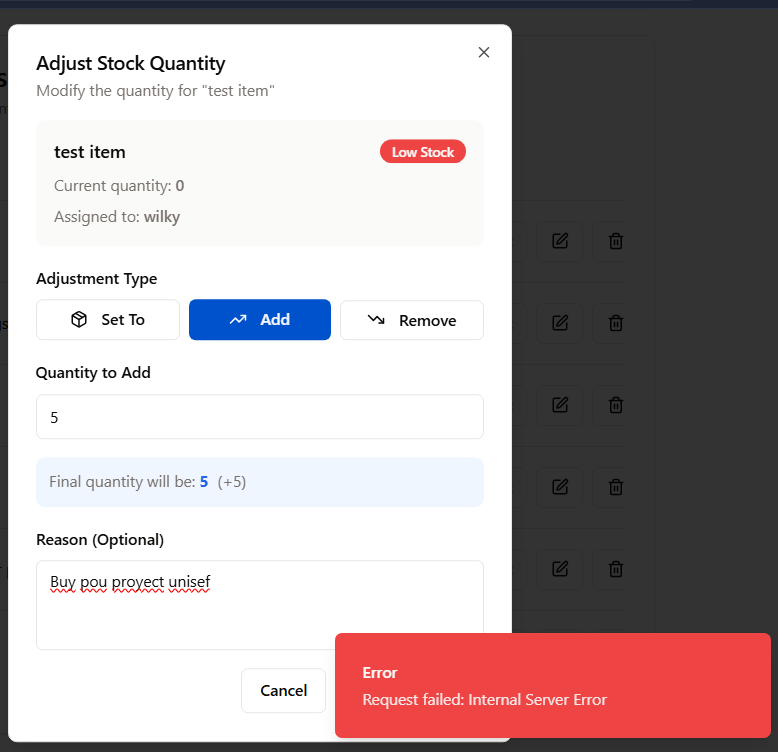 Adjust Stock Quantity
Modify the quantity for "test item"
test item
Low Stock
Current quantity: 0
Assigned to: wilky
Adjustment Type
Set To
Add
Remove
Quantity to Add
5
Final quantity will be: 5 (+5)
Reason (Optional)
Buy pou proyect unisef
Cancel
Error
Request failed: Internal Server Error